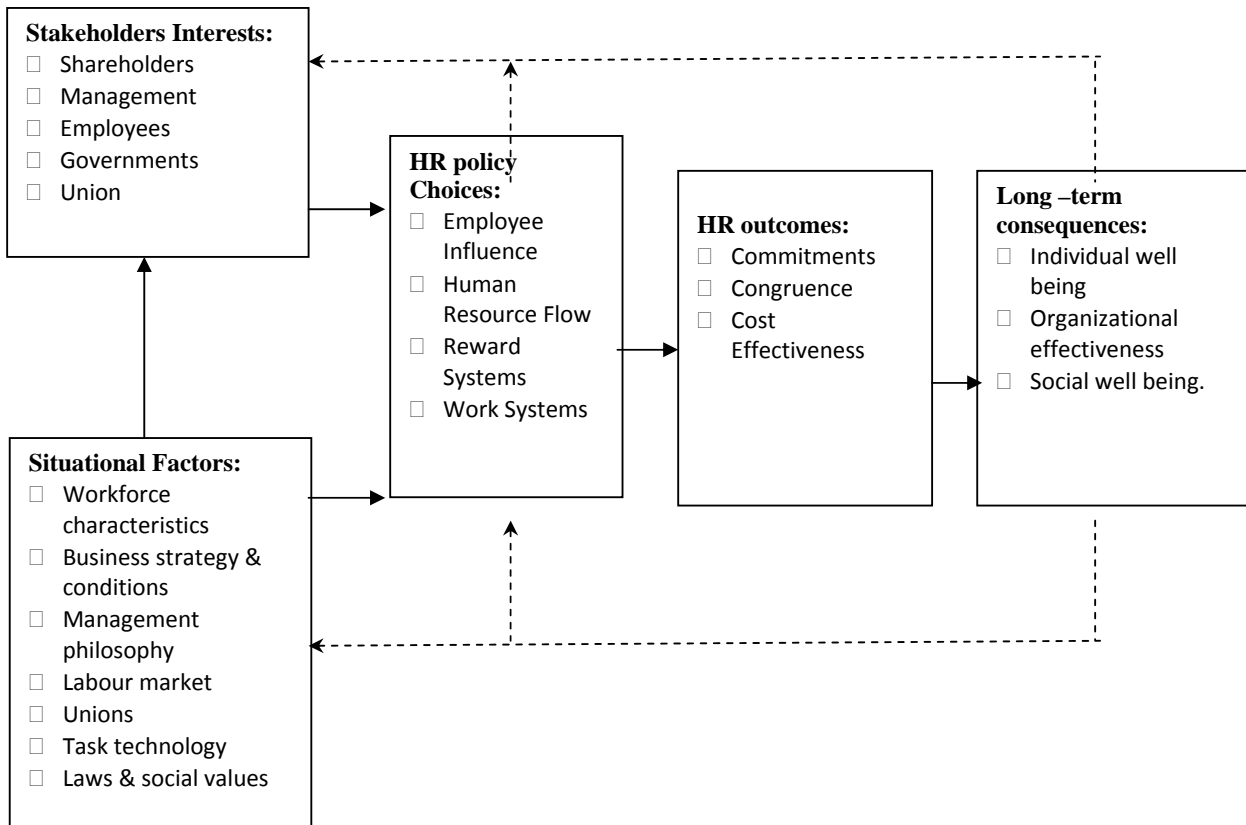 Stakeholders Interests:
□ Shareholders
□ Management
□ Employees
□ Governments
□ Union
HR policy
Choices:
□ Employee
Influence
□ Human
Resource Flow
□ Reward
Systems
□ Work Systems
HR outcomes:
□ Commitments
□ Congruence
□ Cost
Effectiveness
Long –term
consequences:
□ Individual well
being
□ Organizational
effectiveness
□ Social well being.
Situational Factors:
□ Workforce
characteristics
□ Business strategy &
conditions
□ Management
philosophy
□ Labour market
□ Unions
□ Task technology
□ Laws & social values